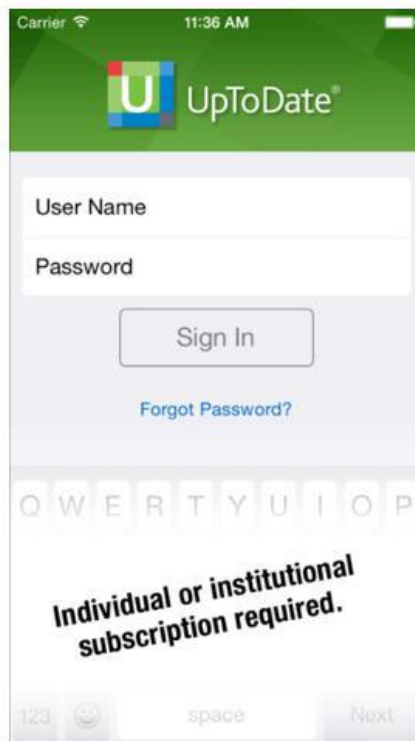 Carrier 11:36 AM
U UpToDate®
User Name
Password
Sign In
Forgot Password?
Q W E R T Y U I O P
Individual or institutional
subscription required.
123 space Next